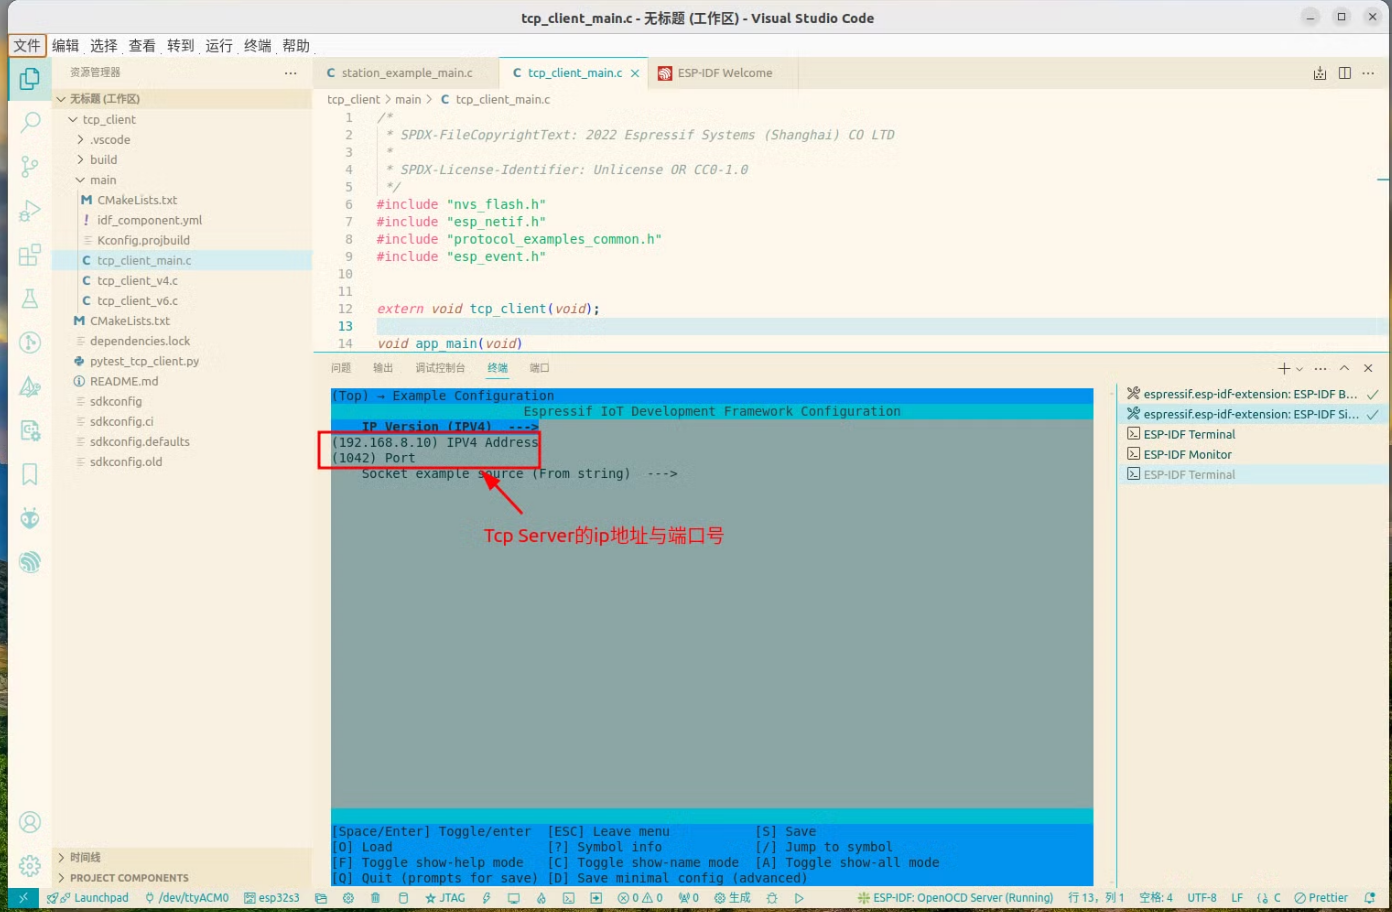 tcp_client_main.c - 无标题 (工作区) - Visual Studio Code
文件 编辑 选择 查看 转到 运行 终端 帮助
资源管理器
无标题 (工作区)
tcp_client
.vscode
build
main
CMakeLists.txt
idf_component.yml
Kconfig.projbuild
tcp_client_main.c
tcp_client_v4.c
tcp_client_v6.c
CMakeLists.txt
dependencies.lock
pytest_tcp_client.py
README.md
sdkconfig
sdkconfig.ci
sdkconfig.defaults
sdkconfig.old
时间线
PROJECT COMPONENTS
station_example_main.c
tcp_client_main.c
ESP-IDF Welcome
tcp_client > main > C tcp_client_main.c
1 /*
2 * SPDX-FileCopyrightText: 2022 Espressif Systems (Shanghai) CO LTD
3 *
4 * SPDX-License-Identifier: Unlicense OR CC0-1.0
5 */
6 #include "nvs_flash.h"
7 #include "esp_netif.h"
8 #include "protocol_examples_common.h"
9 #include "esp_event.h"
10
11
12 extern void tcp_client(void);
13
14 void app_main(void)
问题 输出 调试控制台 终端 端口
(Top) → Example Configuration
Espressif IoT Development Framework Configuration
IP Version (IPV4) --->
(192.168.8.10) IPV4 Address
(1042) Port
Socket example source (From string) --->
Tcp Server的ip地址与端口号
[Space/Enter] Toggle/enter [ESC] Leave menu [S] Save
[O] Load [?] Symbol info [/] Jump to symbol
[F] Toggle show-help mode [C] Toggle show-name mode [A] Toggle show-all mode
[Q] Quit (prompts for save) [D] Save minimal config (advanced)
espressif.esp-idf-extension: ESP-IDF B...
espressif.esp-idf-extension: ESP-IDF Si...
ESP-IDF Terminal
ESP-IDF Monitor
ESP-IDF Terminal
Launchpad /dev/ttyACM0 esp32s3 JTAG 0 0 0 生成 ESP-IDF: OpenOCD Server (Running) 行 13，列 1 空格: 4 UTF-8 LF C Prettier